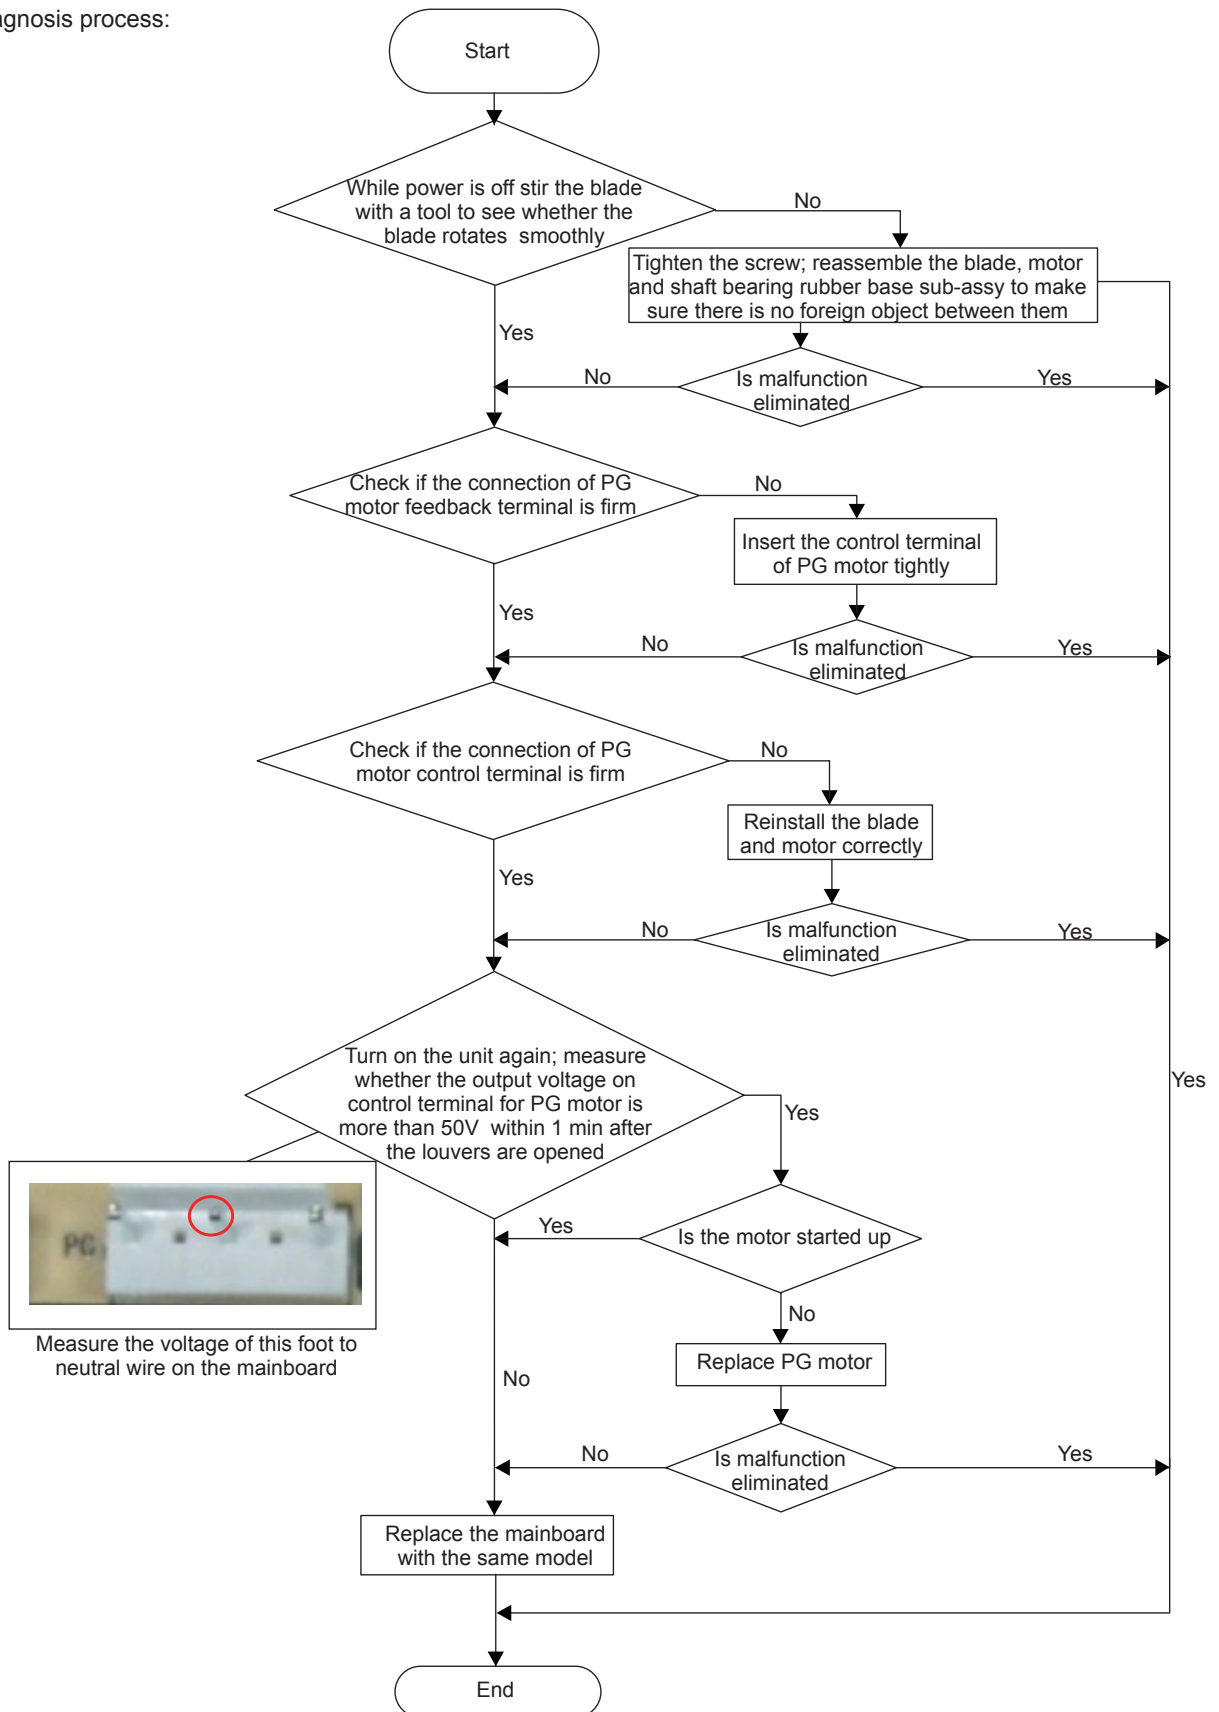 agnosis process:
Start
While power is off stir the blade
with a tool to see whether the
blade rotates smoothly
No
Tighten the screw; reassemble the blade, motor
and shaft bearing rubber base sub-assy to make
sure there is no foreign object between them
Yes
No
Is malfunction
eliminated
Yes
Check if the connection of PG
motor feedback terminal is firm
No
Insert the control terminal
of PG motor tightly
Yes
No
Is malfunction
eliminated
Yes
Check if the connection of PG
motor control terminal is firm
No
Reinstall the blade
and motor correctly
Yes
No
Is malfunction
eliminated
Yes
Turn on the unit again; measure
whether the output voltage on
control terminal for PG motor is
more than 50V within 1 min after
the louvers are opened
Yes
Yes
PG
Measure the voltage of this foot to
neutral wire on the mainboard
Yes
Is the motor started up
No
Replace PG motor
No
No
Is malfunction
eliminated
Yes
Replace the mainboard
with the same model
End